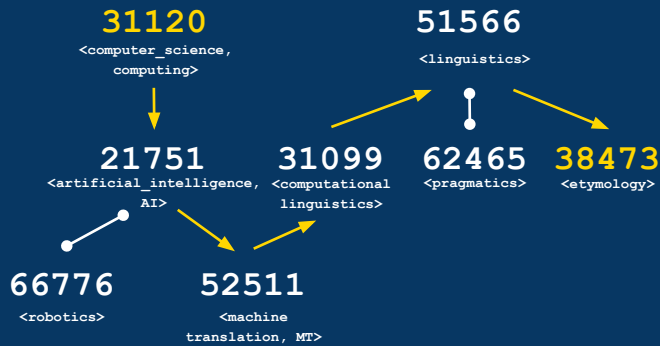 31120
<computer_science,
computing>
51566
<linguistics>
21751
<artificial_intelligence,
AI>
31099
<computational
linguistics>
62465
<pragmatics>
38473
<etymology>
66776
<robotics>
52511
<machine
translation, MT>